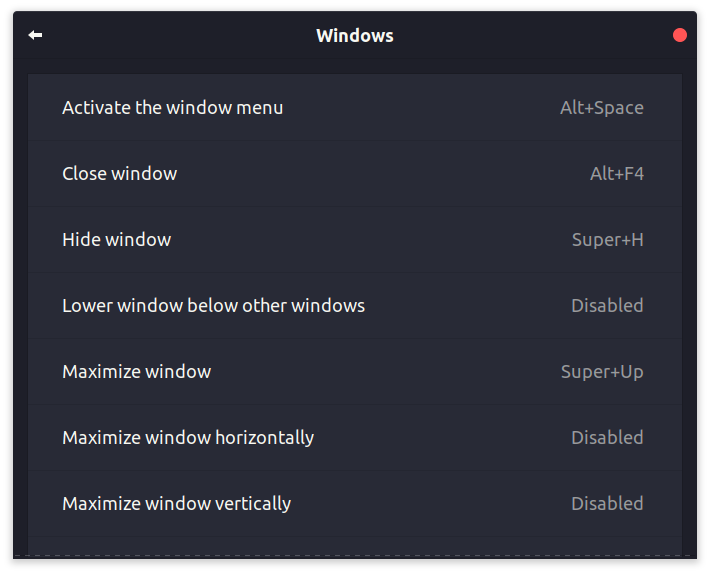 Windows
Activate the window menu Alt+Space
Close window Alt+F4
Hide window Super+H
Lower window below other windows Disabled
Maximize window Super+Up
Maximize window horizontally Disabled
Maximize window vertically Disabled